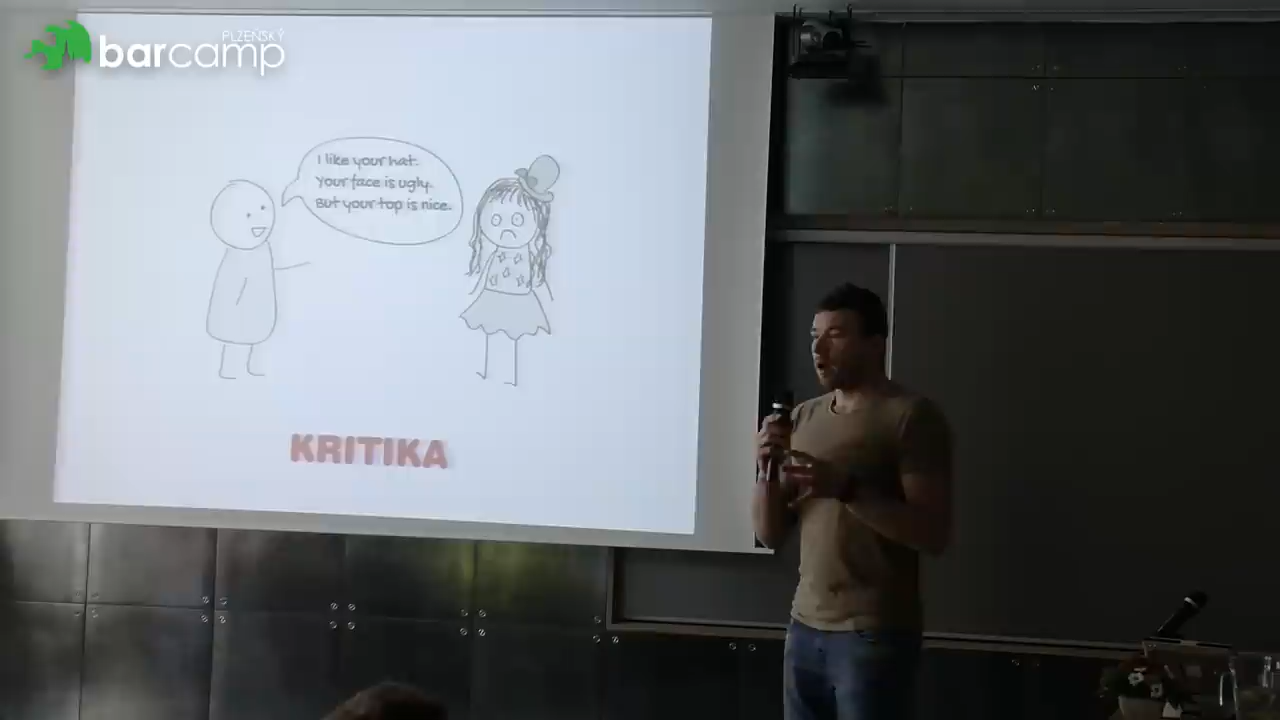 PLZEŇSKÝ
barcamp
I like your hat.
Your face is ugly.
But your top is nice.
KRITIKA